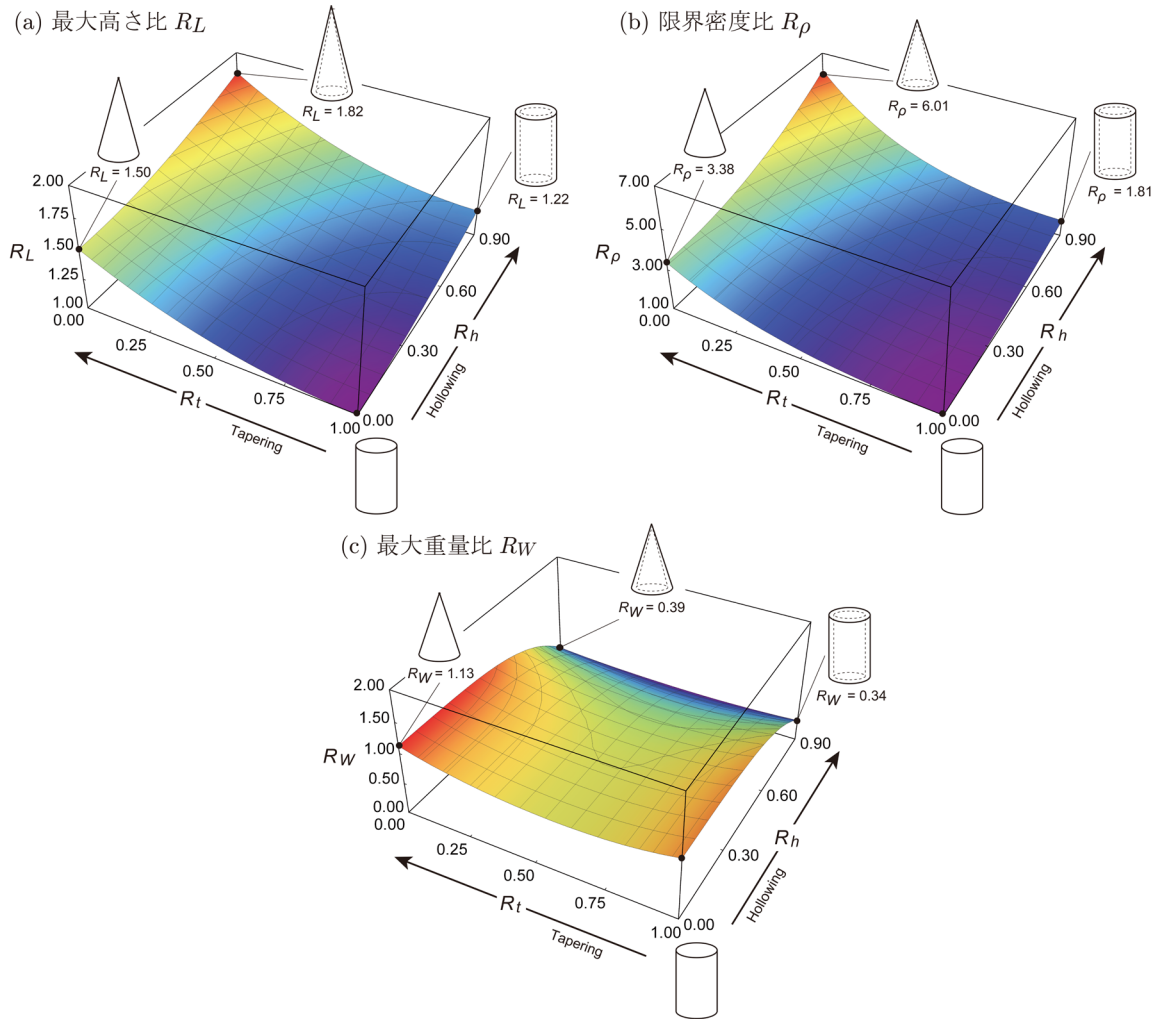 (a) 最大高さ比 R_L
R_L = 1.82
R_L = 1.50
R_L = 1.22
2.00
1.75
1.50
1.25
1.00
R_L
0.00
0.25
0.50
0.75
1.00
R_t
Tapering
0.00
0.30
0.60
0.90
R_h
Hollowing
(b) 限界密度比 R_ρ
R_ρ = 6.01
R_ρ = 3.38
R_ρ = 1.81
7.00
5.00
3.00
1.00
R_ρ
0.00
0.25
0.50
0.75
1.00
R_t
Tapering
0.00
0.30
0.60
0.90
R_h
Hollowing
(c) 最大重量比 R_W
R_W = 0.39
R_W = 1.13
R_W = 0.34
2.00
1.50
1.00
0.50
0.00
R_W
0.00
0.25
0.50
0.75
1.00
R_t
Tapering
0.00
0.30
0.60
0.90
R_h
Hollowing